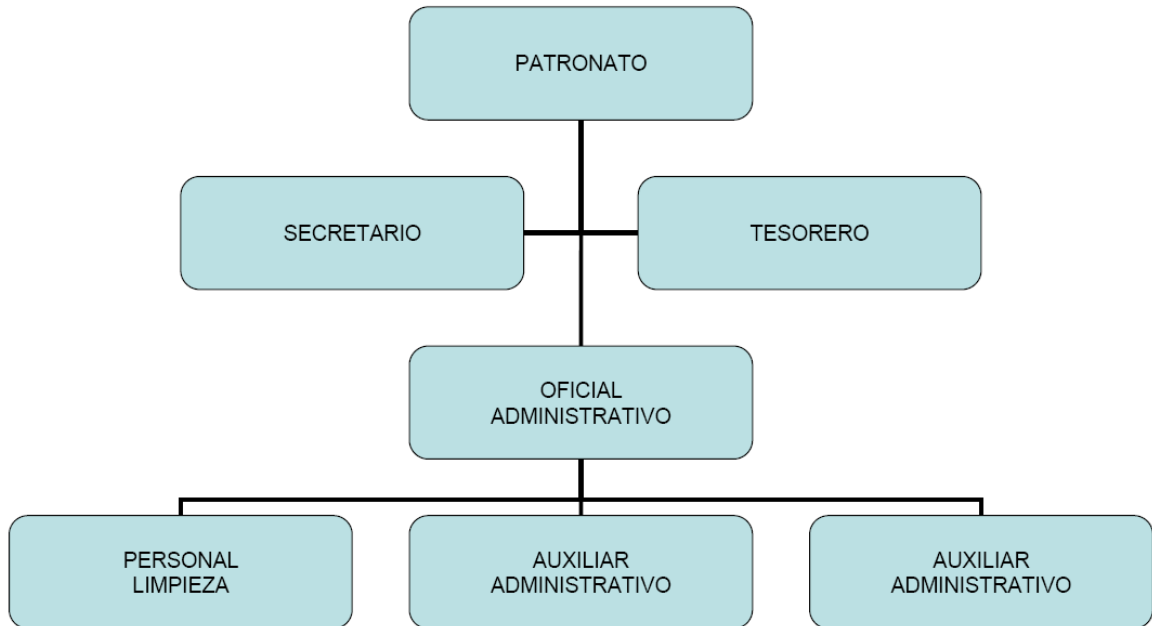 PATRONATO
SECRETARIO
TESORERO
OFICIAL
ADMINISTRATIVO
PERSONAL
LIMPIEZA
AUXILIAR
ADMINISTRATIVO
AUXILIAR
ADMINISTRATIVO